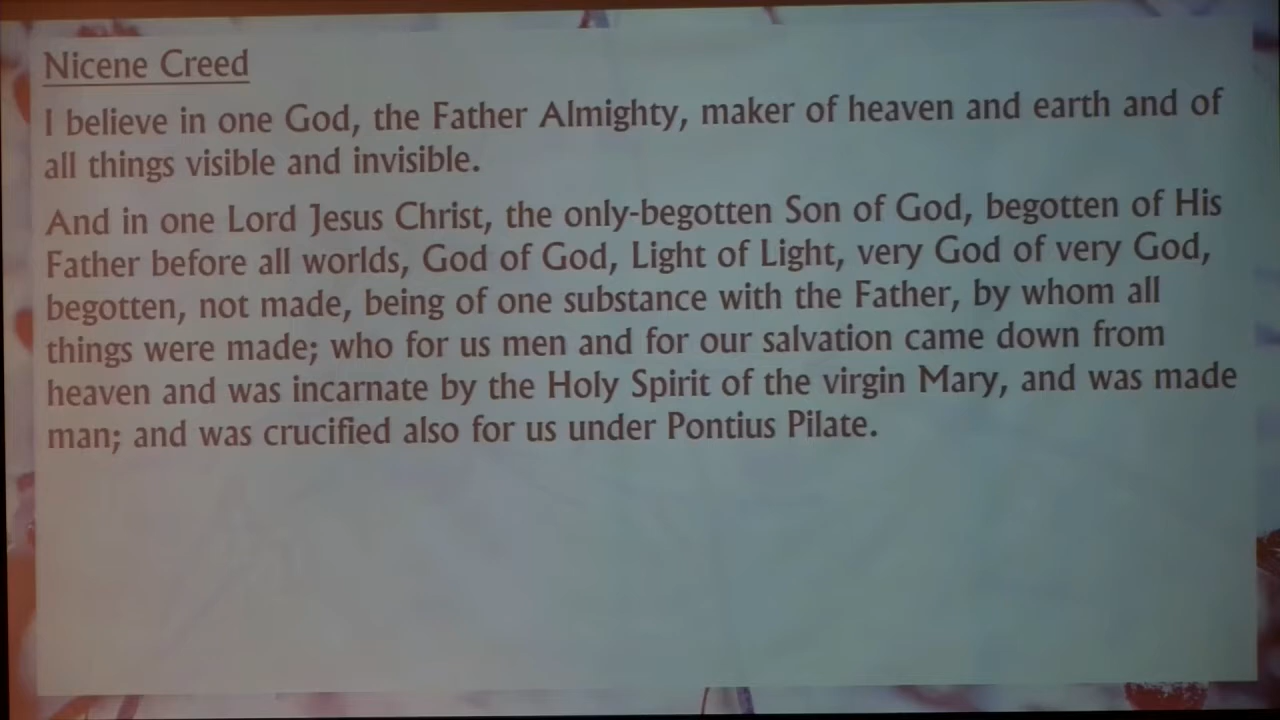 Nicene Creed
I believe in one God, the Father Almighty, maker of heaven and earth and of
all things visible and invisible.
And in one Lord Jesus Christ, the only-begotten Son of God, begotten of His
Father before all worlds, God of God, Light of Light, very God of very God,
begotten, not made, being of one substance with the Father, by whom all
things were made; who for us men and for our salvation came down from
heaven and was incarnate by the Holy Spirit of the virgin Mary, and was made
man; and was crucified also for us under Pontius Pilate.